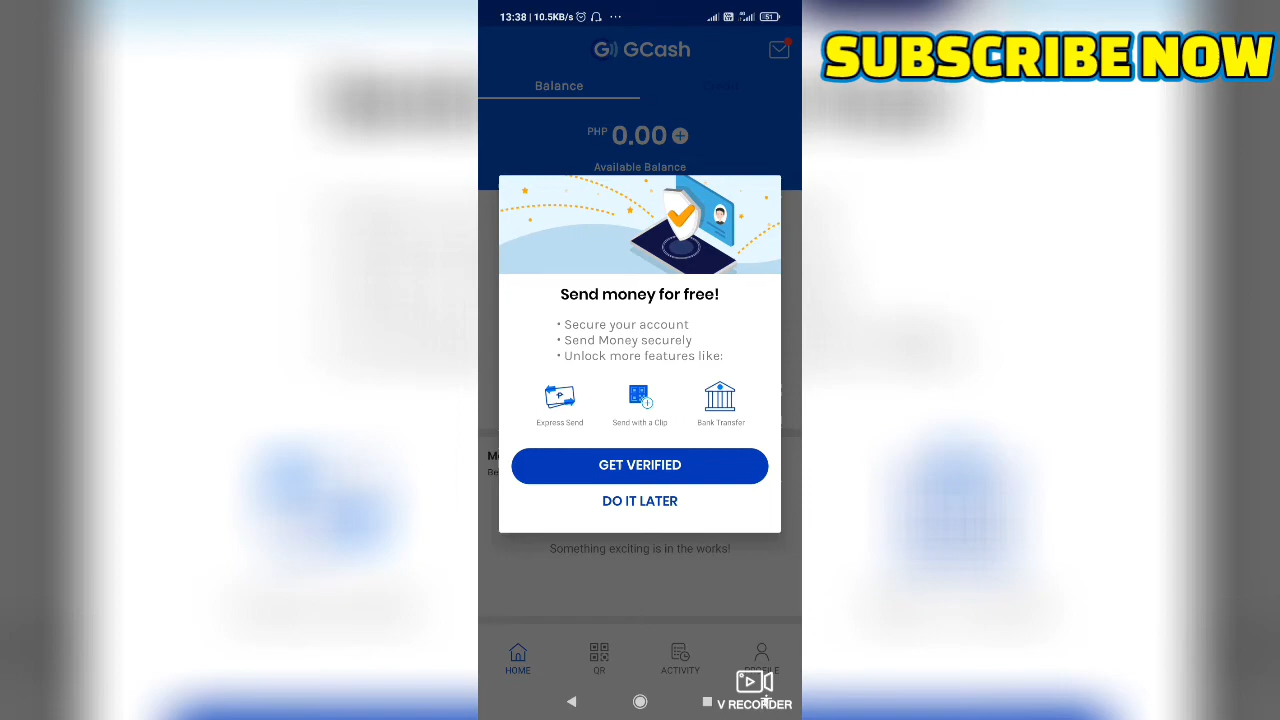 SUBSCRIBE NOW
13:38 | 10.5KB/s ... 51
GCash
Balance
PHP 0.00
Available Balance
Send money for free!
• Secure your account
• Send Money securely
• Unlock more features like:
Express Send Send with a Clip Bank Transfer
GET VERIFIED
DO IT LATER
Something exciting is in the works!
HOME QR ACTIVITY PROFILE
V RECORDER